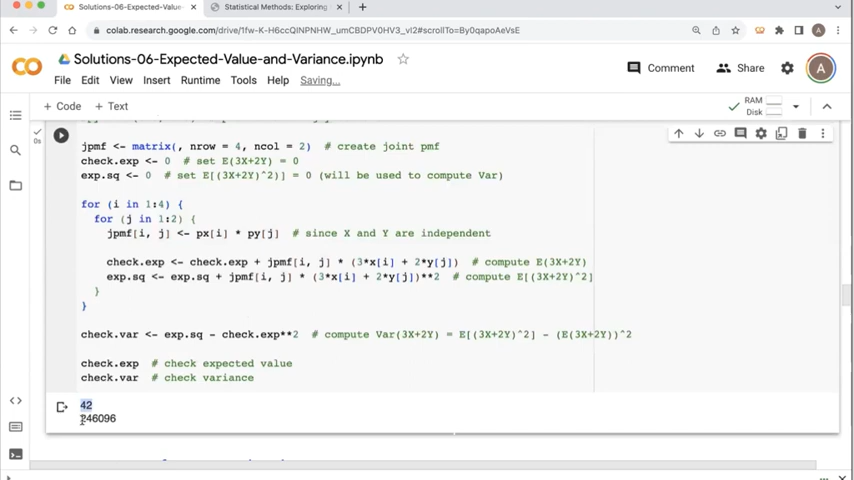 Solutions-06-Expected-Value-
Statistical Methods: Exploring
colab.research.google.com/drive/1fw-K-H6ccQINPNHW_umCBDPV0HV3_vl2#scrollTo=By0qapoAeVsE
Solutions-06-Expected-Value-and-Variance.ipynb
File Edit View Insert Runtime Tools Help Saving...
Comment Share A
+ Code + Text
RAM
Disk
0s
jpmf <- matrix(, nrow = 4, ncol = 2) # create joint pmf
check.exp <- 0 # set E(3X+2Y) = 0
exp.sq <- 0 # set E[(3X+2Y)^2)] = 0 (will be used to compute Var)
for (i in 1:4) {
for (j in 1:2) {
jpmf[i, j] <- px[i] * py[j] # since X and Y are independent
check.exp <- check.exp + jpmf[i, j] * (3*x[i] + 2*y[j]) # compute E(3X+2Y)
exp.sq <- exp.sq + jpmf[i, j] * (3*x[i] + 2*y[j])**2 # compute E[(3X+2Y)^2]
}
}
check.var <- exp.sq - check.exp**2 # compute Var(3X+2Y) = E[(3X+2Y)^2] - (E(3X+2Y))^2
check.exp # check expected value
check.var # check variance
42
246096